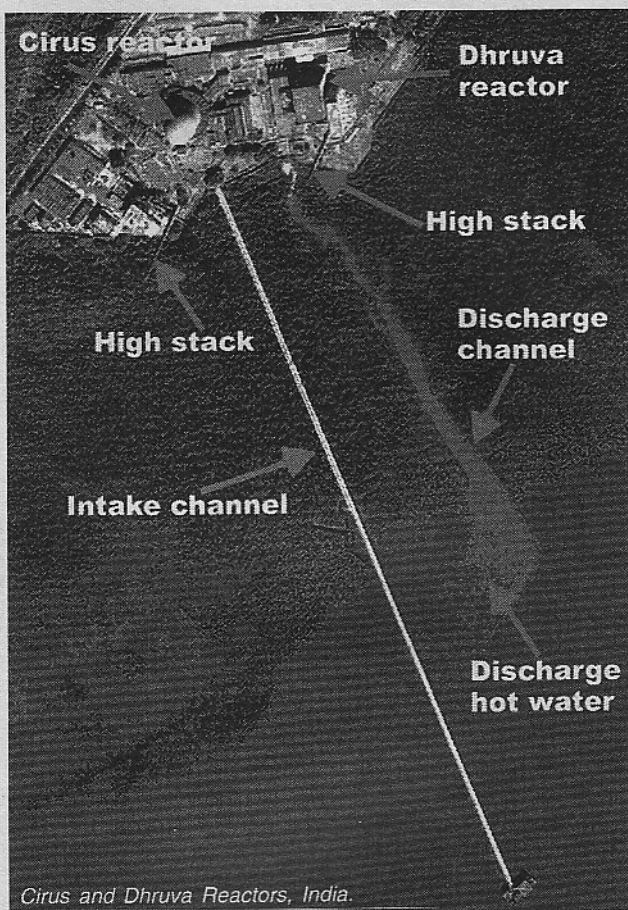 Cirus reactor
Dhruva
reactor
High stack
High stack
Discharge
channel
Intake channel
Discharge
hot water
Cirus and Dhruva Reactors, India.